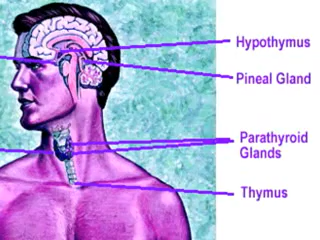 Hypothymus
Pineal Gland
Parathyroid
Glands
Thymus